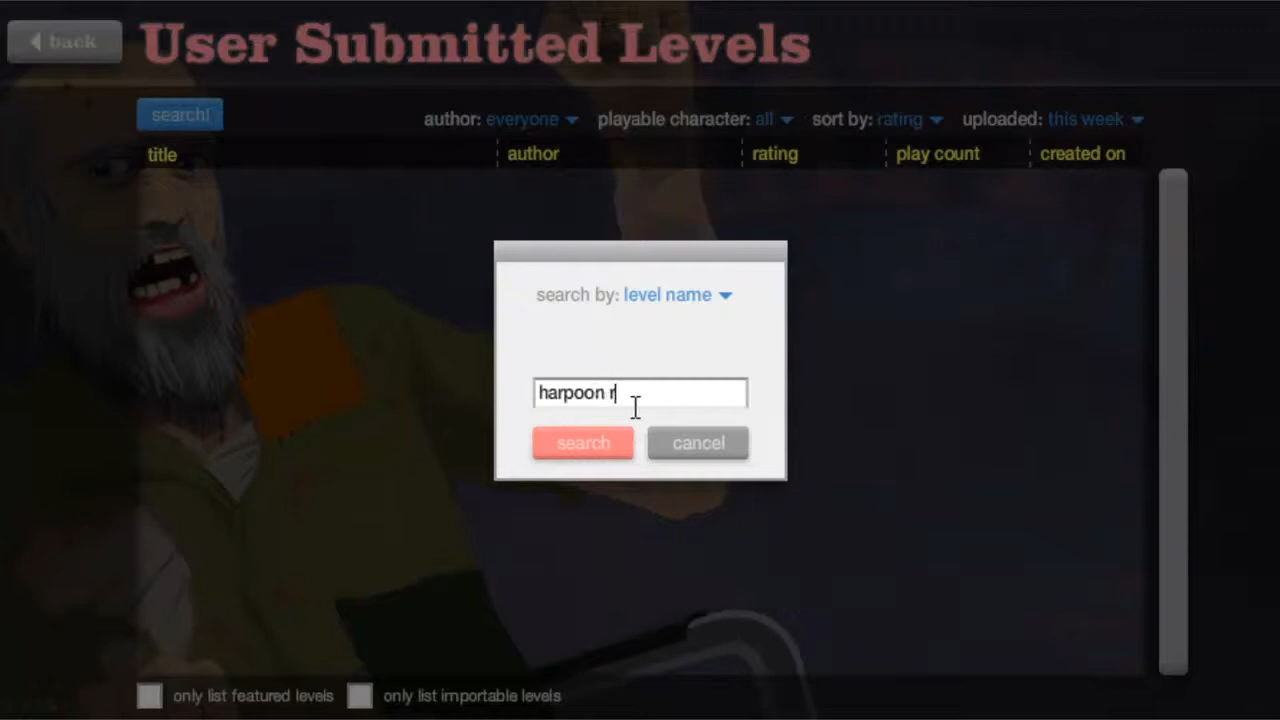 back
User Submitted Levels
search!
author: everyone
playable character: all
sort by: rating
uploaded: this week
title
author
rating
play count
created on
search by: level name
harpoon r
search
cancel
only list featured levels
only list importable levels